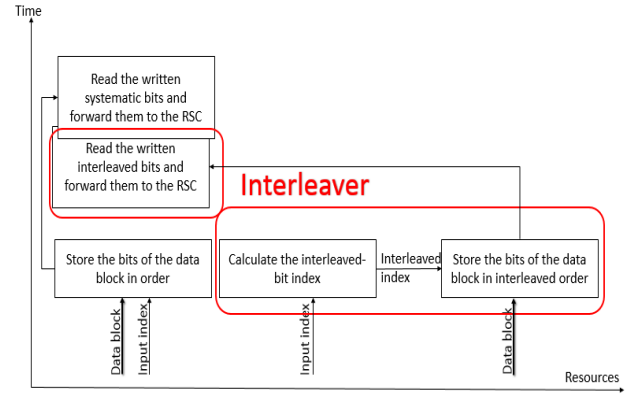 Time
Read the written
systematic bits and
forward them to the RSC
Read the written
interleaved bits and
forward them to the RSC
Interleaver
Store the bits of the data
block in order
Calculate the interleaved-
bit index
Interleaved
index
Store the bits of the data
block in interleaved order
Data block
Input index
Input index
Data block
Resources